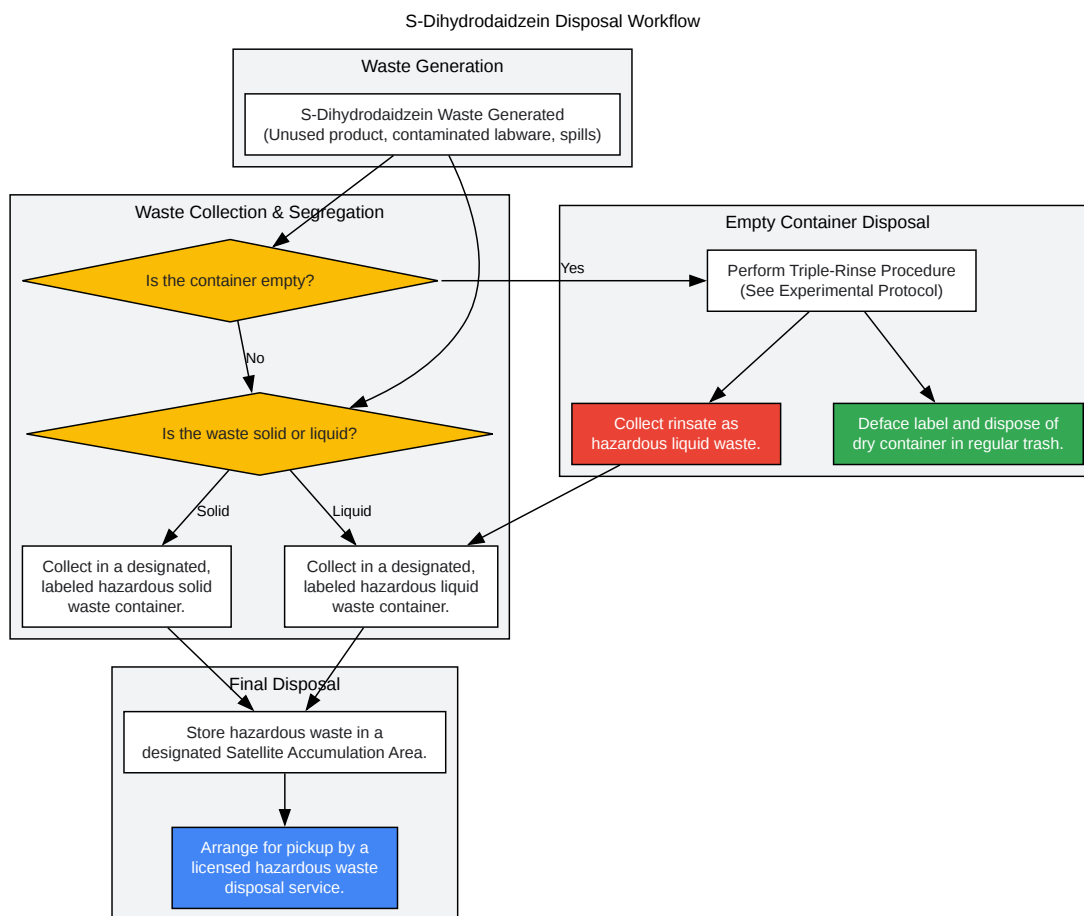 S-Dihydrodaidzein Disposal Workflow
Waste Generation
S-Dihydrodaidzein Waste Generated
(Unused product, contaminated labware, spills)
Waste Collection & Segregation
Is the container empty?
Yes
No
Is the waste solid or liquid?
Solid
Liquid
Collect in a designated,
labeled hazardous solid
waste container.
Collect in a designated,
labeled hazardous liquid
waste container.
Empty Container Disposal
Perform Triple-Rinse Procedure
(See Experimental Protocol)
Collect rinsate as
hazardous liquid waste.
Deface label and dispose of
dry container in regular trash.
Final Disposal
Store hazardous waste in a
designated Satellite Accumulation Area.
Arrange for pickup by a
licensed hazardous waste
disposal service.